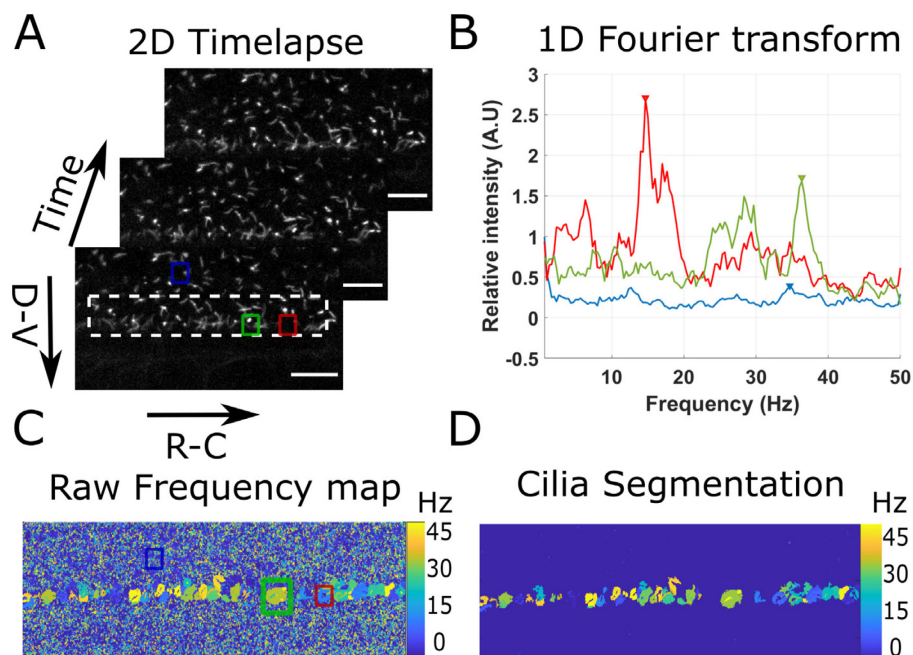 A
2D Timelapse
Time
D-V
R-C
B
1D Fourier transform
Relative intensity (A.U)
3
2.5
2
1.5
1
0.5
0
-0.5
10
20
30
40
50
Frequency (Hz)
C
Raw Frequency map
Hz
45
30
15
0
D
Cilia Segmentation
Hz
45
30
15
0